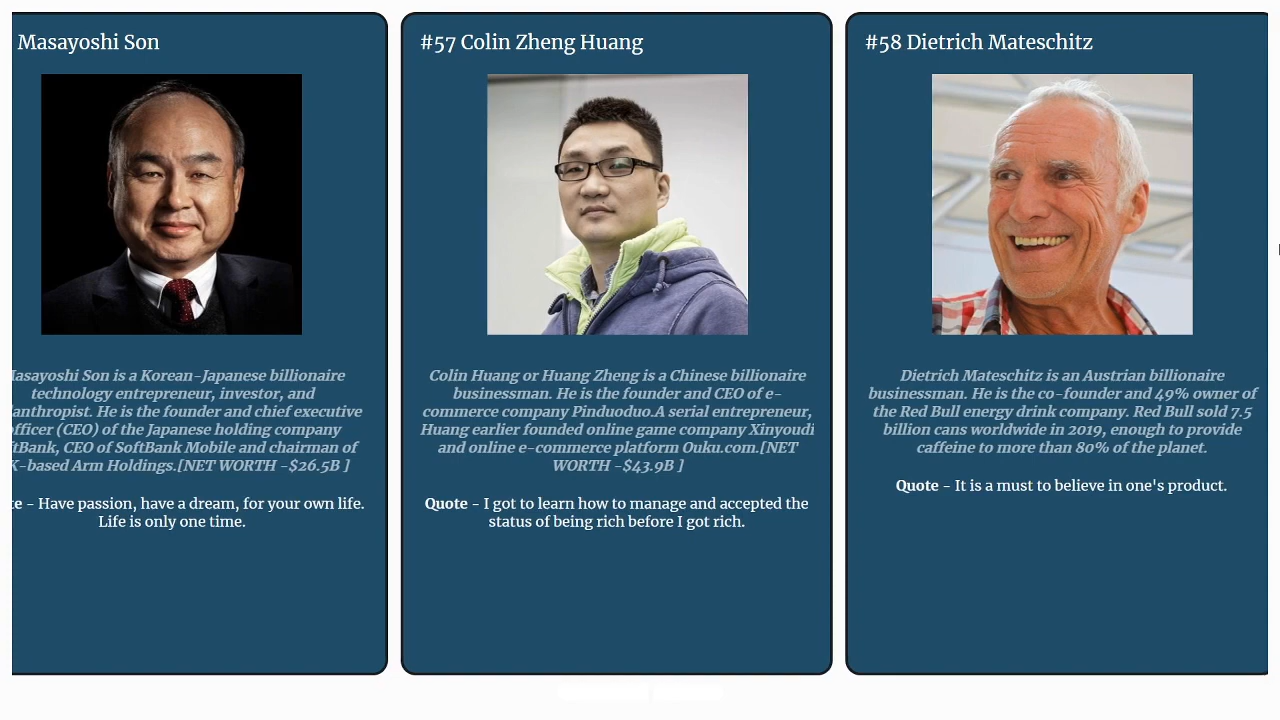 Masayoshi Son
asayoshi Son is a Korean-Japanese billionaire
technology entrepreneur, investor, and
lanthropist. He is the founder and chief executive
officer (CEO) of the Japanese holding company
ftBank, CEO of SoftBank Mobile and chairman of
K-based Arm Holdings.[NET WORTH -$26.5B ]
te - Have passion, have a dream, for your own life.
Life is only one time.
#57 Colin Zheng Huang
Colin Huang or Huang Zheng is a Chinese billionaire
businessman. He is the founder and CEO of e-
commerce company Pinduoduo.A serial entrepreneur,
Huang earlier founded online game company Xinyoudi
and online e-commerce platform Ouku.com.[NET
WORTH -$43.9B ]
Quote - I got to learn how to manage and accepted the
status of being rich before I got rich.
#58 Dietrich Mateschitz
Dietrich Mateschitz is an Austrian billionaire
businessman. He is the co-founder and 49% owner of
the Red Bull energy drink company. Red Bull sold 7.5
billion cans worldwide in 2019, enough to provide
caffeine to more than 80% of the planet.
Quote - It is a must to believe in one's product.